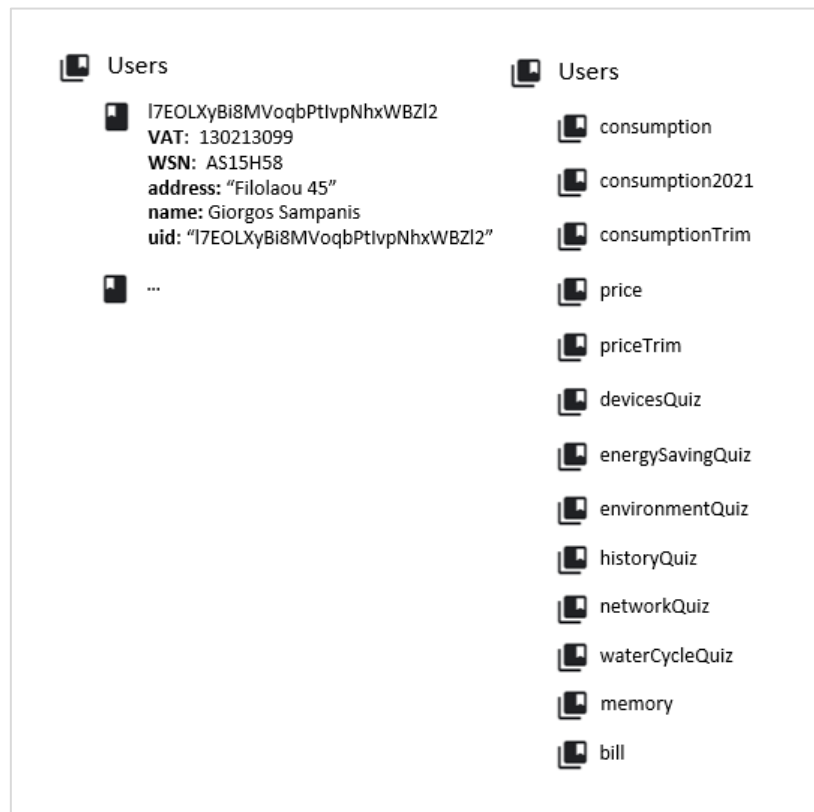 Users
l7EOLXyBi8MVoqbPtIvpNhxWBZl2
VAT: 130213099
WSN: AS15H58
address: “Filolaou 45”
name: Giorgos Sampanis
uid: “l7EOLXyBi8MVoqbPtIvpNhxWBZl2”
...
Users
consumption
consumption2021
consumptionTrim
price
priceTrim
devicesQuiz
energySavingQuiz
environmentQuiz
historyQuiz
networkQuiz
waterCycleQuiz
memory
bill